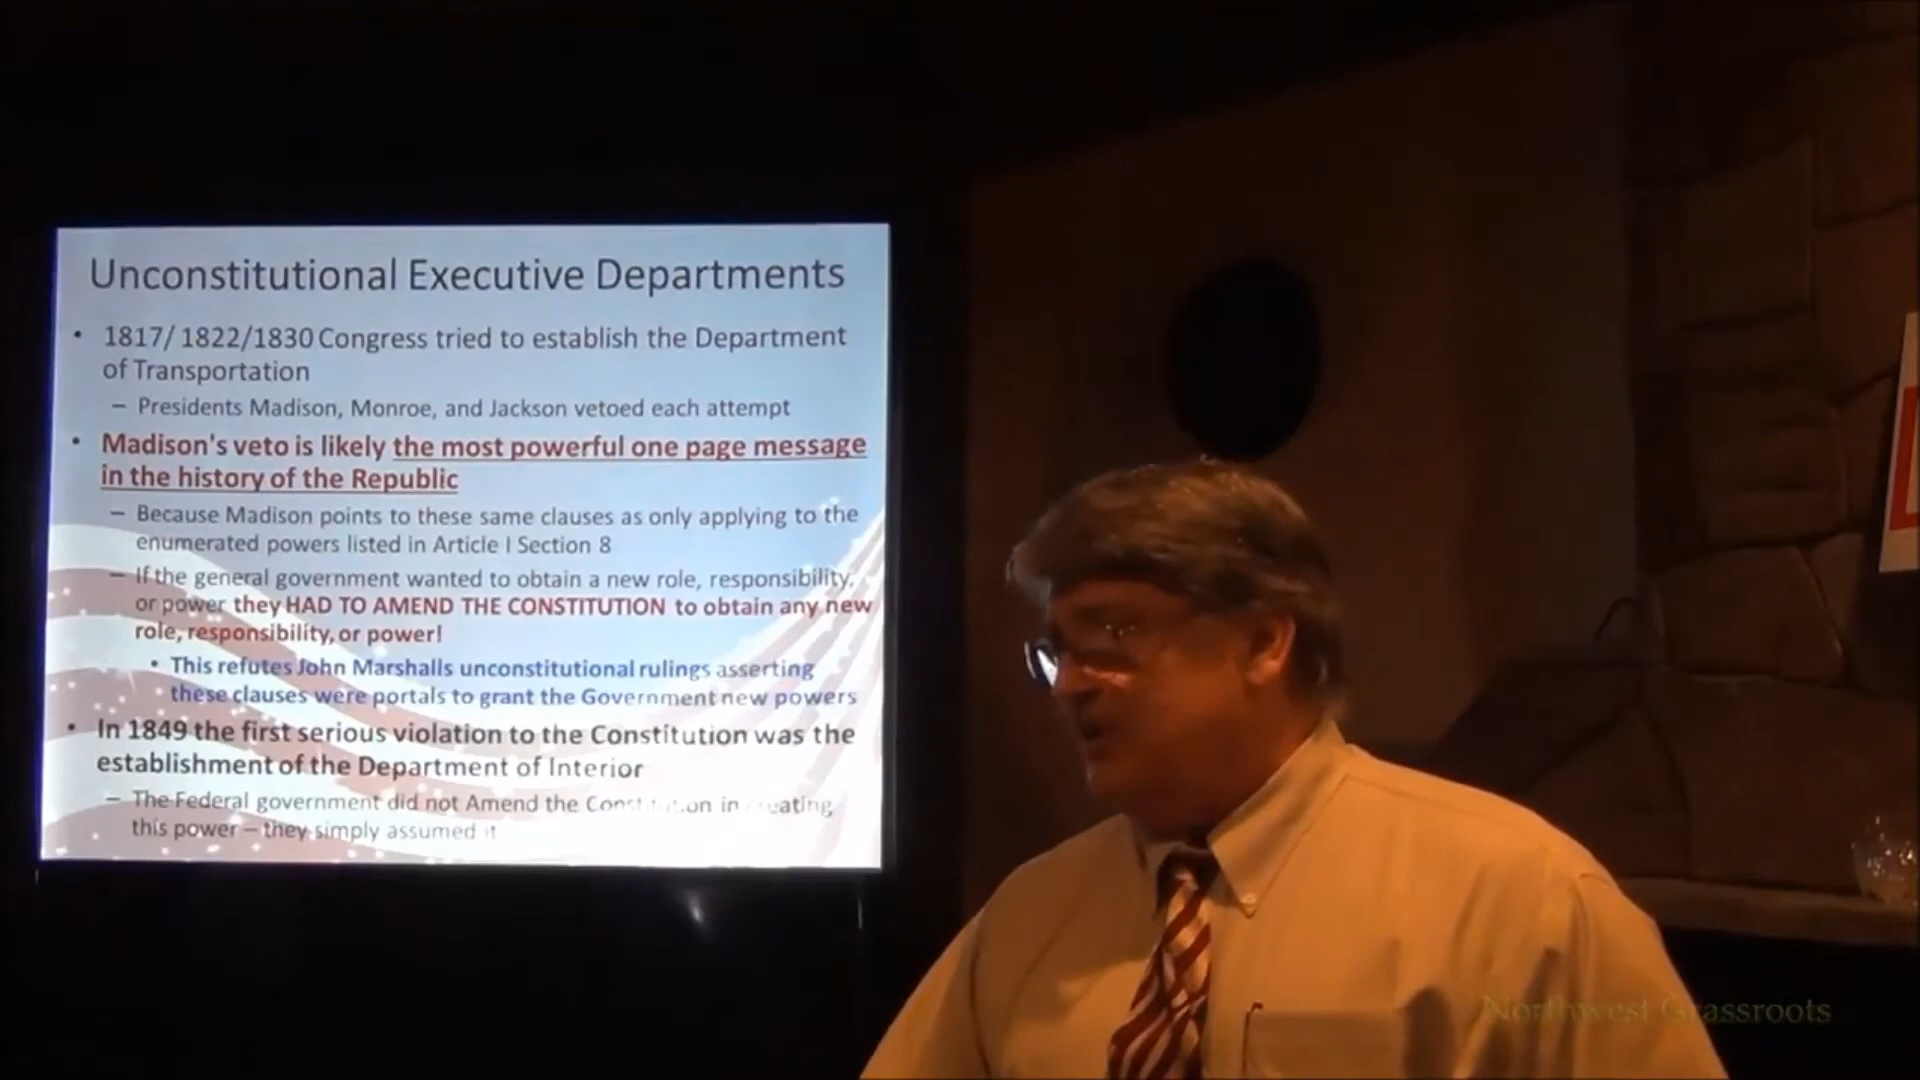 Unconstitutional Executive Departments
• 1817/ 1822/1830 Congress tried to establish the Department
of Transportation
– Presidents Madison, Monroe, and Jackson vetoed each attempt
• Madison's veto is likely the most powerful one page message
in the history of the Republic
– Because Madison points to these same clauses as only applying to the
enumerated powers listed in Article I Section 8
– If the general government wanted to obtain a new role, responsibility,
or power they HAD TO AMEND THE CONSTITUTION to obtain any new
role, responsibility, or power!
• This refutes John Marshalls unconstitutional rulings asserting
these clauses were portals to grant the Government new powers
• In 1849 the first serious violation to the Constitution was the
establishment of the Department of Interior
– The Federal government did not Amend the Constitution in creating
this power – they simply assumed it
Northwest Grassroots